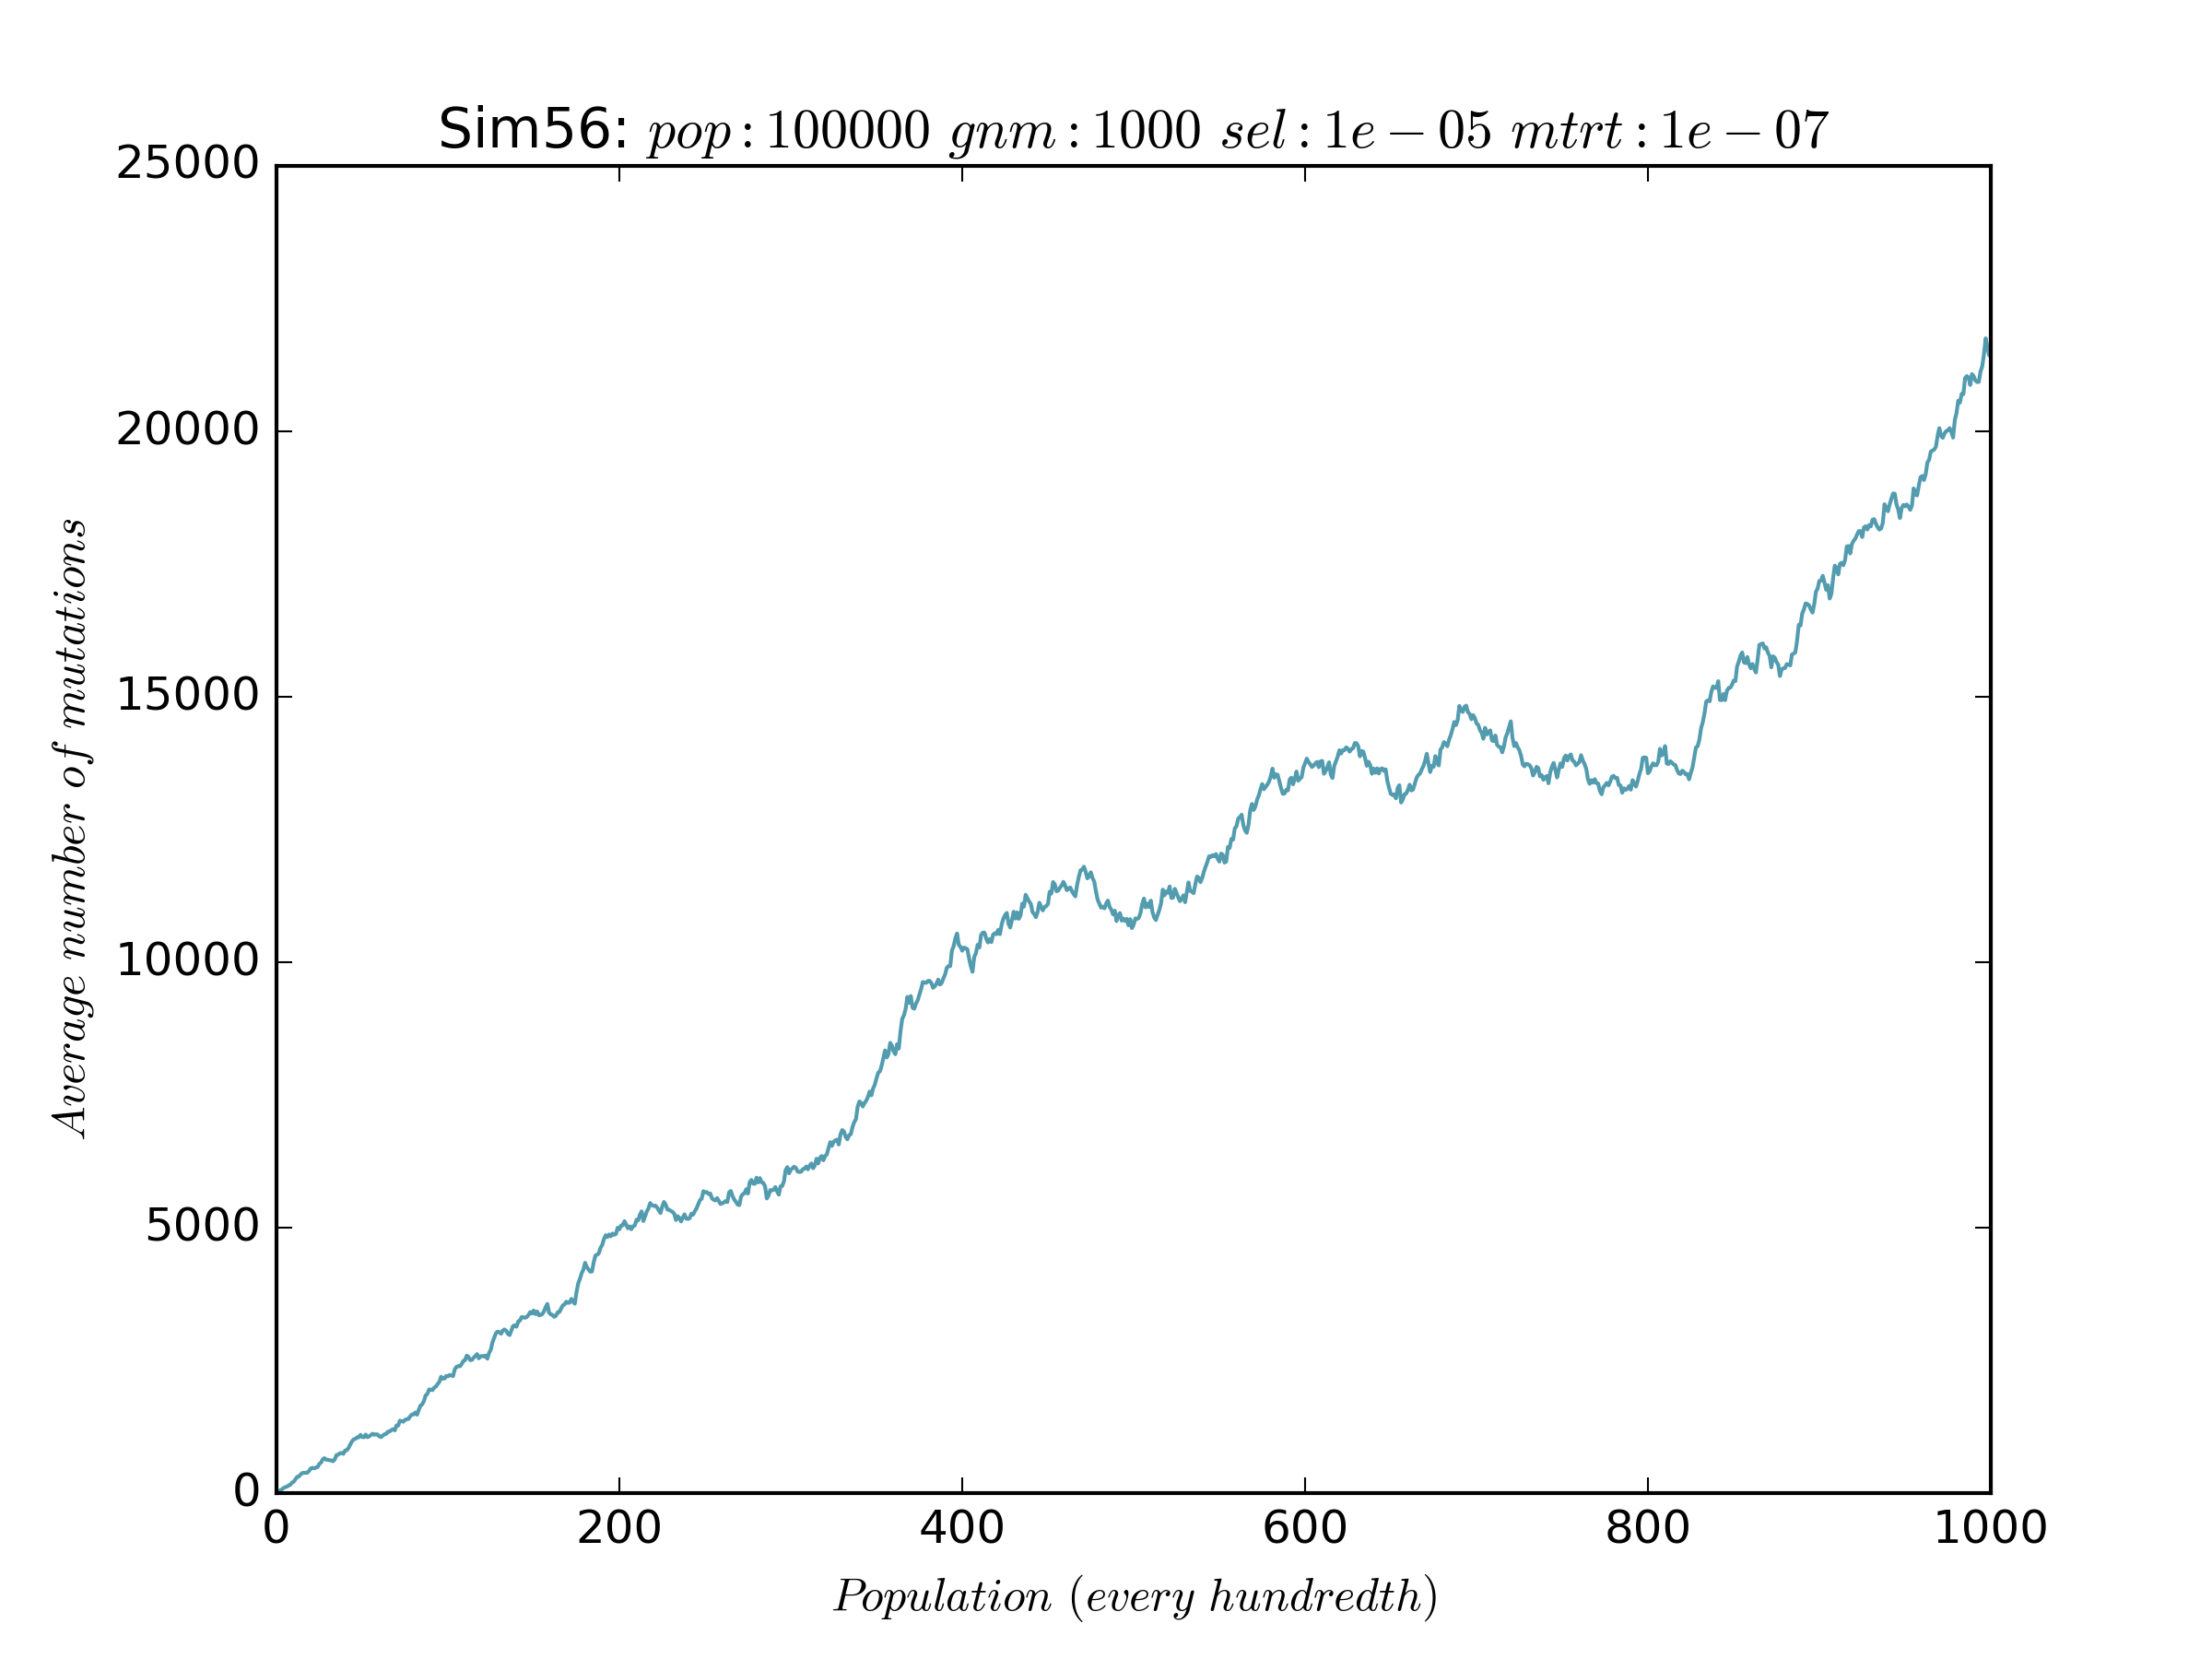 Sim56: pop : 100000 gnm : 1000 sel : 1e − 05 mtrt : 1e − 07
25000
20000
15000
10000
5000
0
Average number of mutations
0 200 400 600 800 1000
Population (every hundredth)